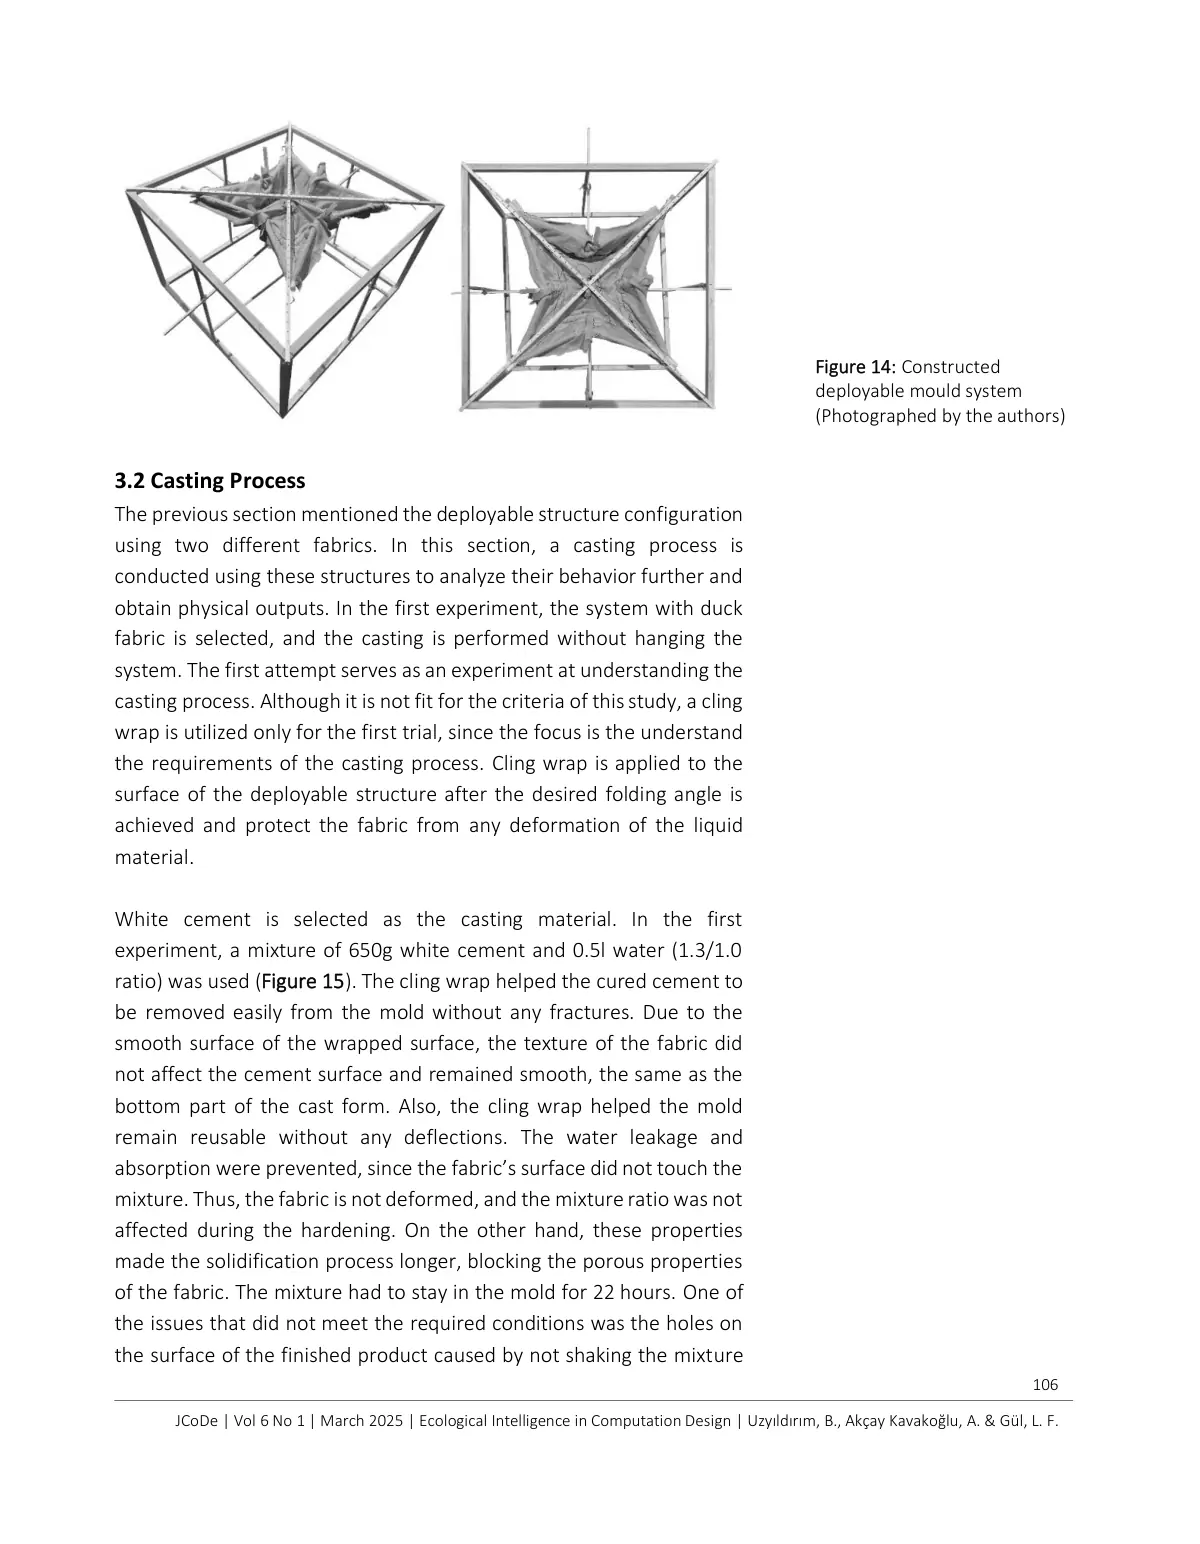 Figure 14: Constructed
deployable mould system
(Photographed by the authors)
3.2 Casting Process
The previous section mentioned the deployable structure configuration
using two different fabrics. In this section, a casting process is
conducted using these structures to analyze their behavior further and
obtain physical outputs. In the first experiment, the system with duck
fabric is selected, and the casting is performed without hanging the
system. The first attempt serves as an experiment at understanding the
casting process. Although it is not fit for the criteria of this study, a cling
wrap is utilized only for the first trial, since the focus is the understand
the requirements of the casting process. Cling wrap is applied to the
surface of the deployable structure after the desired folding angle is
achieved and protect the fabric from any deformation of the liquid
material.
White cement is selected as the casting material. In the first
experiment, a mixture of 650g white cement and 0.5l water (1.3/1.0
ratio) was used (Figure 15). The cling wrap helped the cured cement to
be removed easily from the mold without any fractures. Due to the
smooth surface of the wrapped surface, the texture of the fabric did
not affect the cement surface and remained smooth, the same as the
bottom part of the cast form. Also, the cling wrap helped the mold
remain reusable without any deflections. The water leakage and
absorption were prevented, since the fabric’s surface did not touch the
mixture. Thus, the fabric is not deformed, and the mixture ratio was not
affected during the hardening. On the other hand, these properties
made the solidification process longer, blocking the porous properties
of the fabric. The mixture had to stay in the mold for 22 hours. One of
the issues that did not meet the required conditions was the holes on
the surface of the finished product caused by not shaking the mixture
106
JCoDe | Vol 6 No 1 | March 2025 | Ecological Intelligence in Computation Design | Uzyıldırım, B., Akçay Kavakoğlu, A. & Gül, L. F.